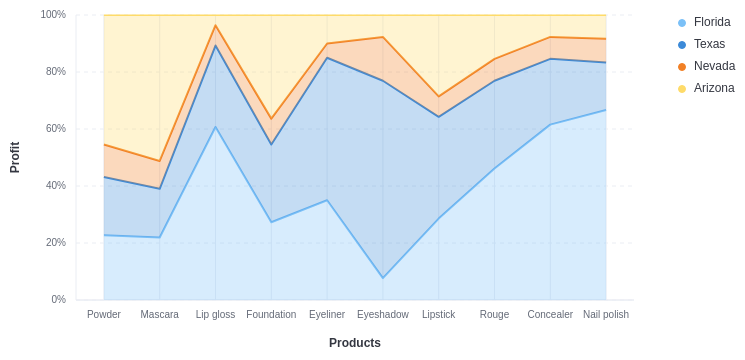 100%
80%
60%
40%
20%
0%
Profit
Powder Mascara Lip gloss Foundation Eyeliner Eyeshadow Lipstick Rouge Concealer Nail polish
Products
Florida
Texas
Nevada
Arizona